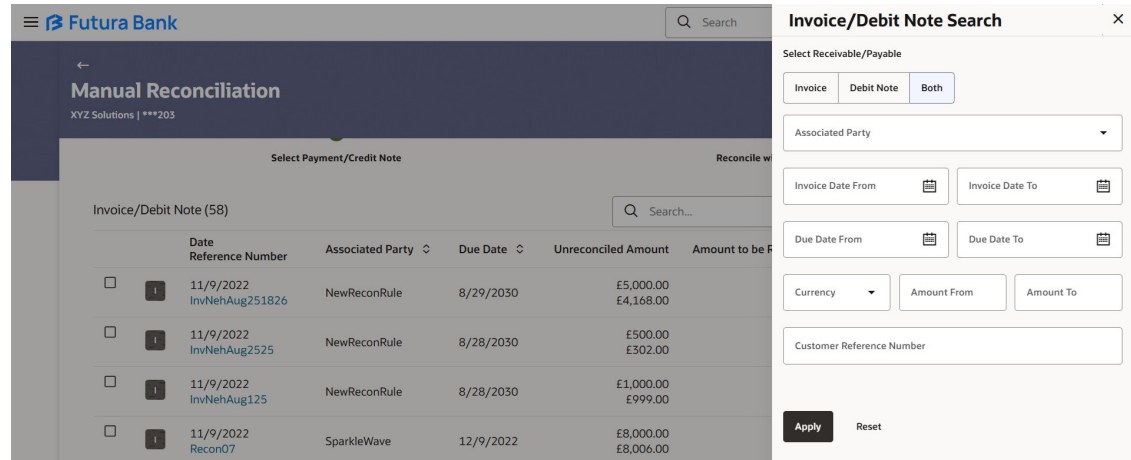 Futura Bank
Search
Manual Reconciliation
XYZ Solutions | ***203
Select Payment/Credit Note
Reconcile w
Invoice/Debit Note (58)
Search...
Date
Reference Number
Associated Party
Due Date
Unreconciled Amount
Amount to be R
I
11/9/2022
InvNehAug251826
NewReconRule
8/29/2030
£5,000.00
£4,168.00
I
11/9/2022
InvNehAug2525
NewReconRule
8/28/2030
£500.00
£302.00
I
11/9/2022
InvNehAug125
NewReconRule
8/28/2030
£1,000.00
£999.00
I
11/9/2022
Recon07
SparkleWave
12/9/2022
£8,000.00
£8,006.00
Invoice/Debit Note Search
Select Receivable/Payable
Invoice
Debit Note
Both
Associated Party
Invoice Date From
Invoice Date To
Due Date From
Due Date To
Currency
Amount From
Amount To
Customer Reference Number
Apply
Reset